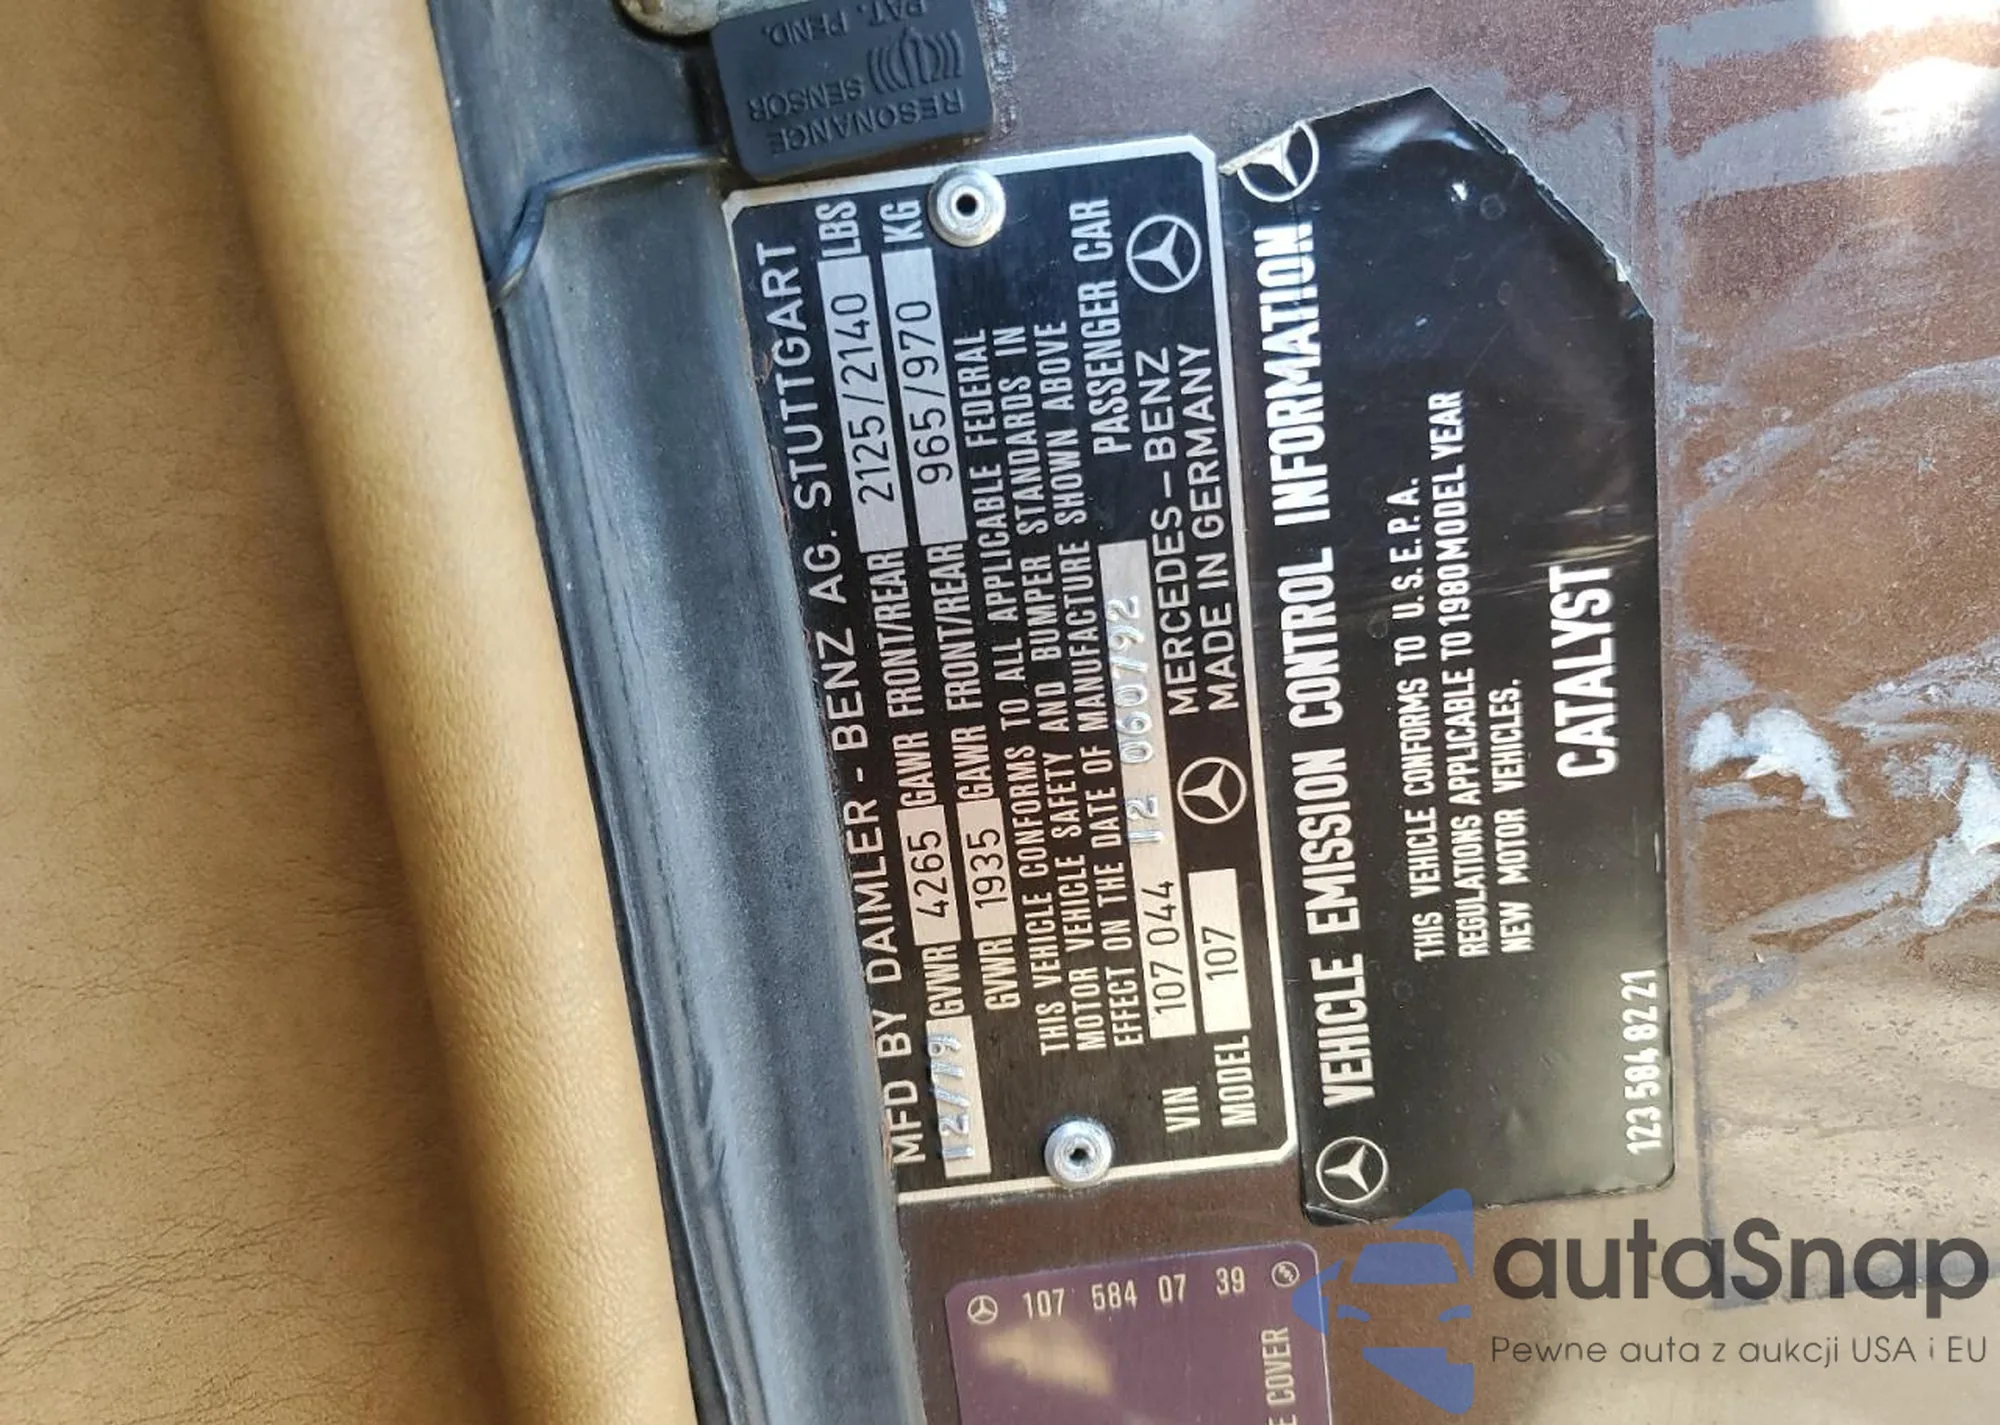 RESONANCE
SENSOR
PAT. PEND.
MFD BY DAIMLER - BENZ AG. STUTTGART
12/79 GVWR 4265 GAWR FRONT/REAR 2125/2140 LBS
GVWR 1935 GAWR FRONT/REAR 965/970 KG
THIS VEHICLE CONFORMS TO ALL APPLICABLE FEDERAL
MOTOR VEHICLE SAFETY AND BUMPER STANDARDS IN
EFFECT ON THE DATE OF MANUFACTURE SHOWN ABOVE
VIN 107 044 12 060792 PASSENGER CAR
MODEL 107 MERCEDES-BENZ
MADE IN GERMANY
VEHICLE EMISSION CONTROL INFORMATION
THIS VEHICLE CONFORMS TO U.S.E.P.A.
REGULATIONS APPLICABLE TO 1980 MODEL YEAR
NEW MOTOR VEHICLES.
CATALYST
123 584 82 21
107 584 07 39
COVER
autaSnap
Pewne auta z aukcji USA i EU